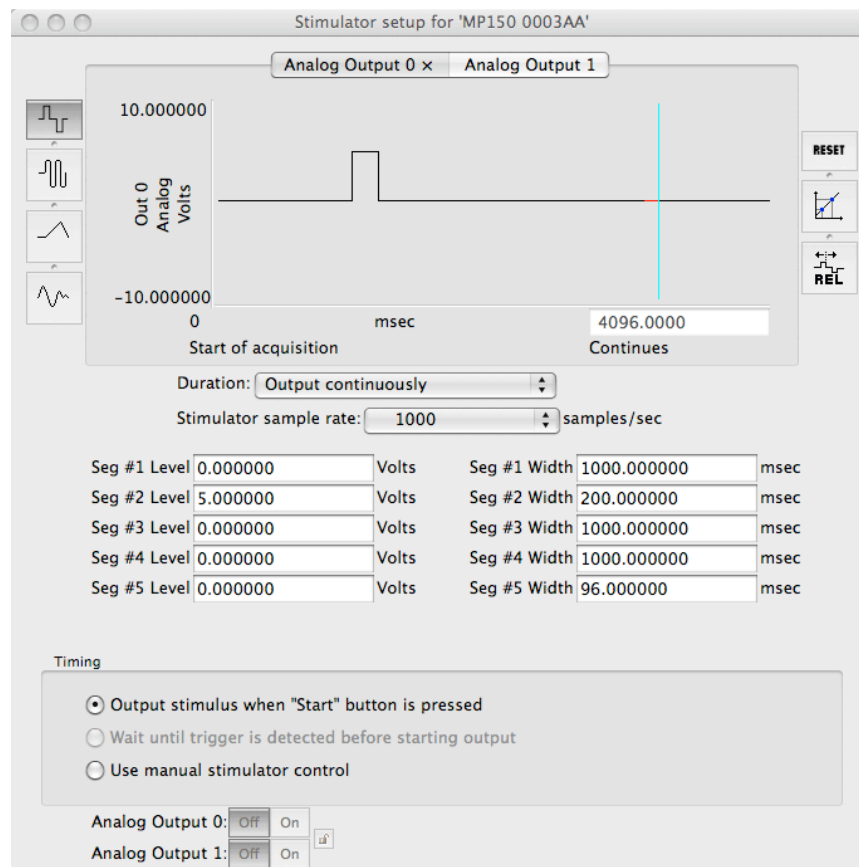 Stimulator setup for 'MP150 0003AA'
Analog Output 0 × Analog Output 1
10.000000
Out 0
Analog
Volts
-10.000000
0 msec 4096.0000
Start of acquisition Continues
RESET
REL
Duration: Output continuously
Stimulator sample rate: 1000 samples/sec
Seg #1 Level 0.000000 Volts Seg #1 Width 1000.000000 msec
Seg #2 Level 5.000000 Volts Seg #2 Width 200.000000 msec
Seg #3 Level 0.000000 Volts Seg #3 Width 1000.000000 msec
Seg #4 Level 0.000000 Volts Seg #4 Width 1000.000000 msec
Seg #5 Level 0.000000 Volts Seg #5 Width 96.000000 msec
Timing
Output stimulus when "Start" button is pressed
Wait until trigger is detected before starting output
Use manual stimulator control
Analog Output 0: Off On
Analog Output 1: Off On